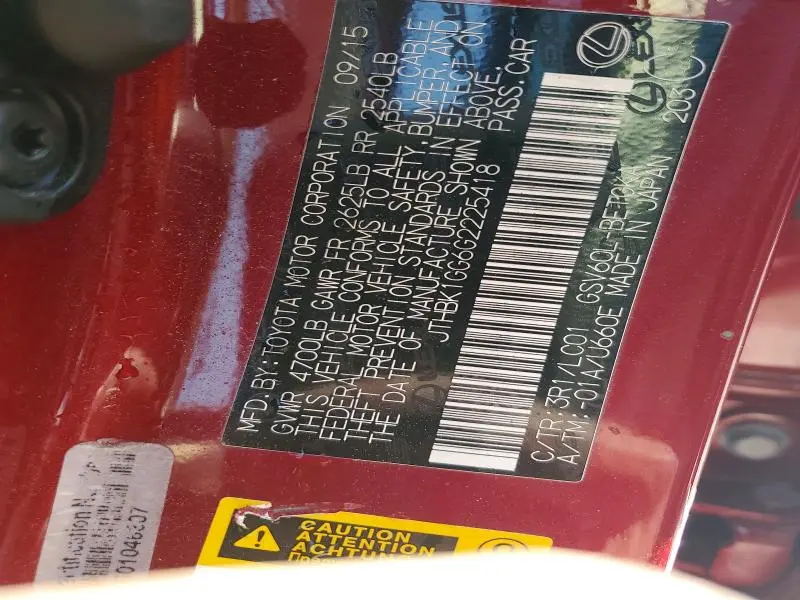 MFD. BY: TOYOTA MOTOR CORPORATION 09/15
GVWR 4700LB GAWR FR 2625LB RR 2540LB
THIS VEHICLE CONFORMS TO ALL APPLICABLE
FEDERAL MOTOR VEHICLE SAFETY, BUMPER, AND
THEFT PREVENTION STANDARDS IN EFFECT ON
THE DATE OF MANUFACTURE SHOWN ABOVE.
JTHBK1GG6G2225418 PASS. CAR
C/TR: 3R1/LC01
A/TM: -01A/U660E MADE IN JAPAN
203
CAUTION
ATTENTION
ACHTUNG